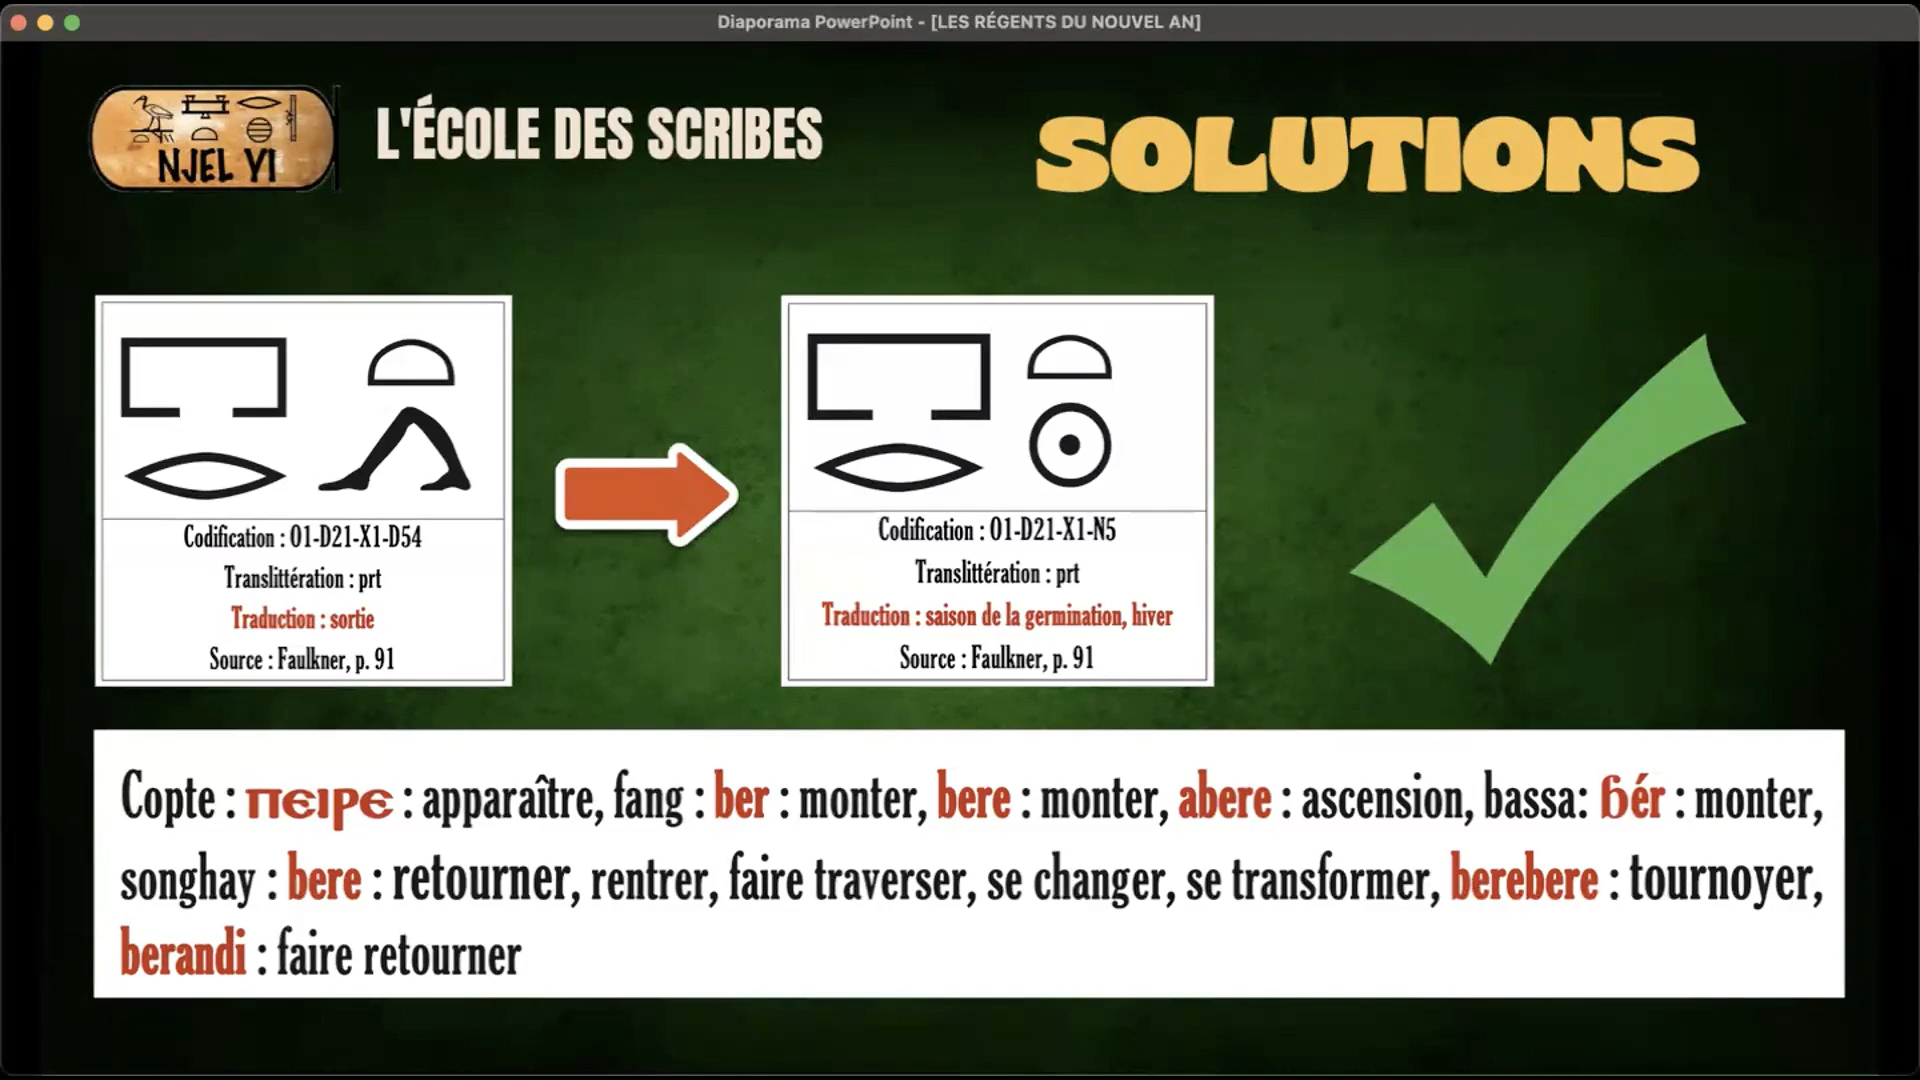 Diaporama PowerPoint - [LES RÉGENTS DU NOUVEL AN]
NJEL YI
L'ÉCOLE DES SCRIBES
SOLUTIONS
Codification : O1-D21-X1-D54
Translittération : prt
Traduction : sortie
Source : Faulkner, p. 91
Codification : O1-D21-X1-N5
Translittération : prt
Traduction : saison de la germination, hiver
Source : Faulkner, p. 91
Copte : ⲡⲉⲓⲣⲉ : apparaître, fang : ber : monter, bere : monter, abere : ascension, bassa: ɓér : monter,
songhay : bere : retourner, rentrer, faire traverser, se changer, se transformer, berebere : tournoyer,
berandi : faire retourner